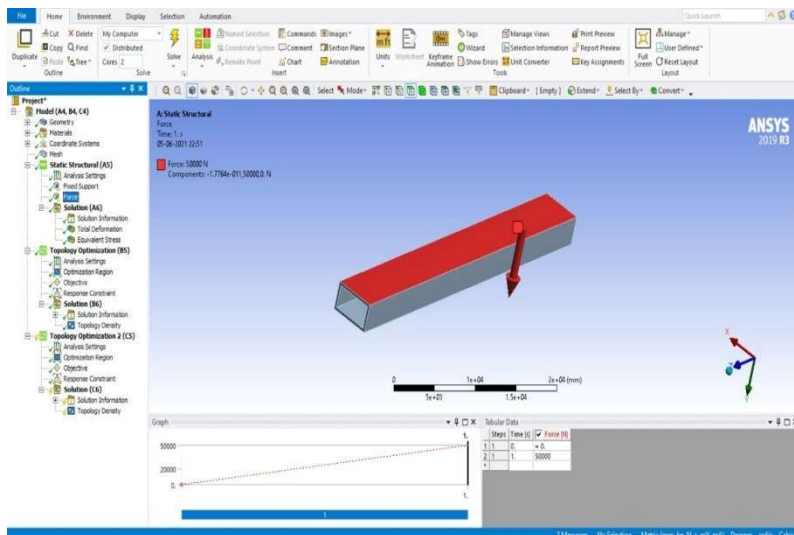 File Home Environment Display Selection Automation Quick Launch
Duplicate
Cut X Delete
Copy Find
Paste Tree
Outline
My Computer
Distributed
Cores 2
Solve
Solve
Analysis
Named Selection Commands Images
Coordinate System Comment Section Plane
Remote Point Chart Annotation
Insert
Units Worksheet Keyframe Animation
Tags
Wizard
Show Errors
Manage Views
Selection Information
Unit Converter
Print Preview
Report Preview
Key Assignments
Tools
Full Screen
Manage
User Defined
Reset Layout
Layout
Outline
Select Mode Clipboard [Empty] Extend Select By Convert
Project*
Model (A4, B4, C4)
Geometry
Materials
Coordinate Systems
Mesh
Static Structural (A5)
Analysis Settings
Fixed Support
Force
Solution (A6)
Solution Information
Total Deformation
Equivalent Stress
Topology Optimization (B5)
Analysis Settings
Optimization Region
Objective
Response Constraint
Solution (B6)
Solution Information
Topology Density
Topology Optimization 2 (C5)
Analysis Settings
Optimization Region
Objective
Response Constraint
Solution (C6)
Solution Information
Topology Density
A: Static Structural
Force
Time: 1. s
05-06-2021 22:51
Force: 50000 N
Components: -1.7764e-011,50000,0. N
ANSYS
2019 R3
X
Y
0 1e+04 2e+04 (mm)
5e+03 1.5e+04
Graph
1.
50000
20000
0.
1.
1
Tabular Data
Steps Time [s] Force [N]
1 1 0. = 0.
2 1 1. 50000
*